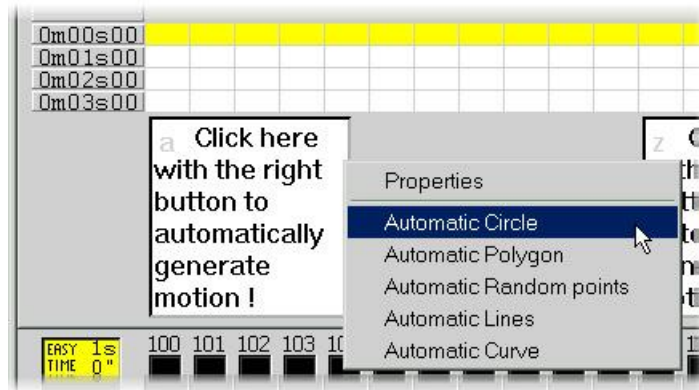 0m00s00
0m01s00
0m02s00
0m03s00
a Click here
with the right
button to
automatically
generate
motion !
z
Properties
Automatic Circle
Automatic Polygon
Automatic Random points
Automatic Lines
Automatic Curve
EASY 1s
TIME 0"
100 101 102 103